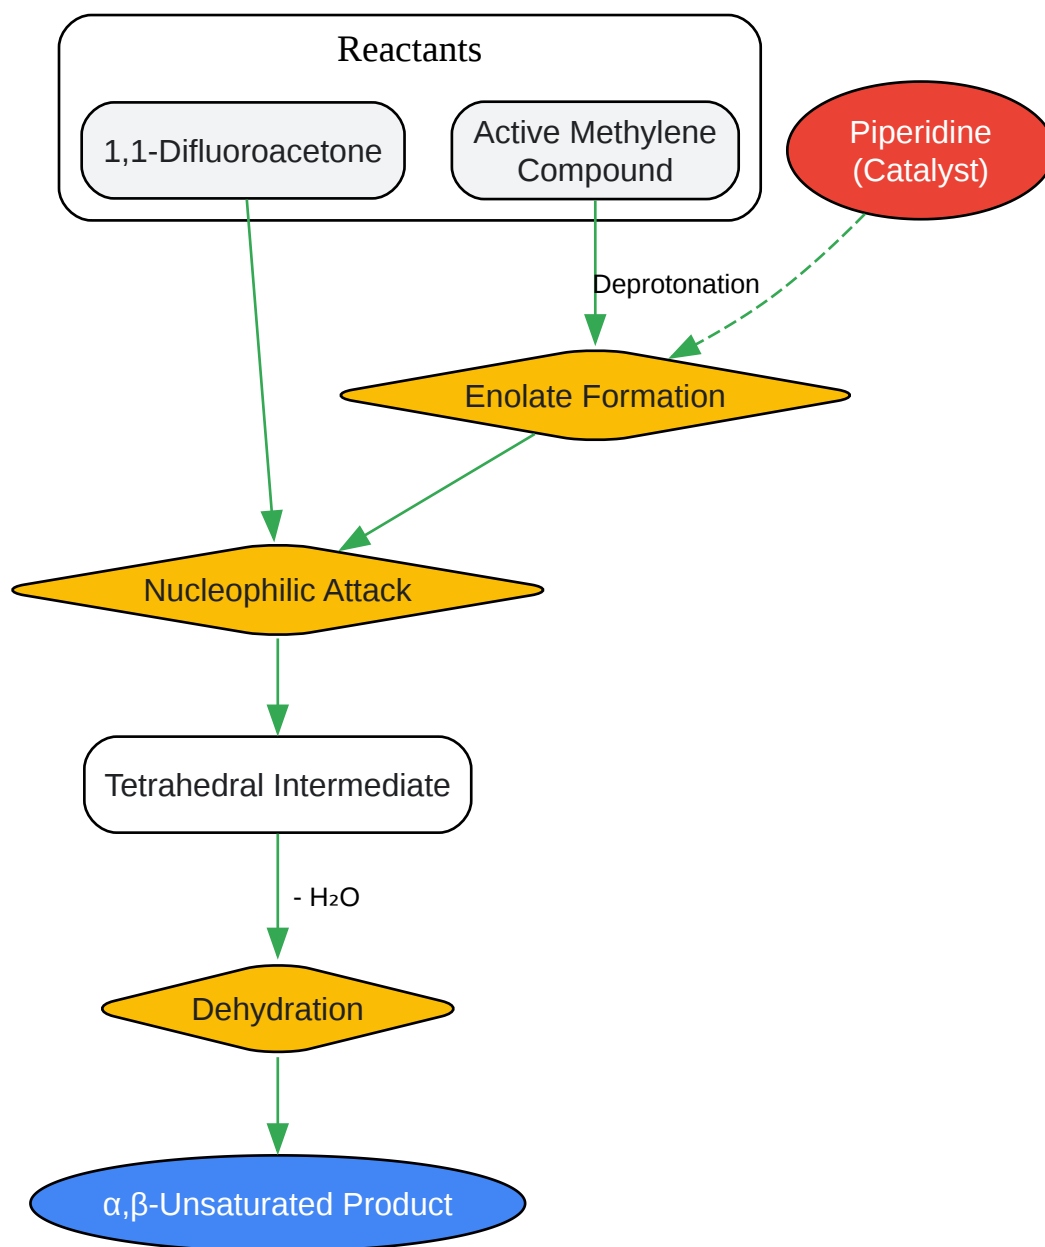 Reactants
1,1-Difluoroacetone
Active Methylene
Compound
Piperidine
(Catalyst)
Deprotonation
Enolate Formation
Nucleophilic Attack
Tetrahedral Intermediate
- H₂O
Dehydration
α,β-Unsaturated Product